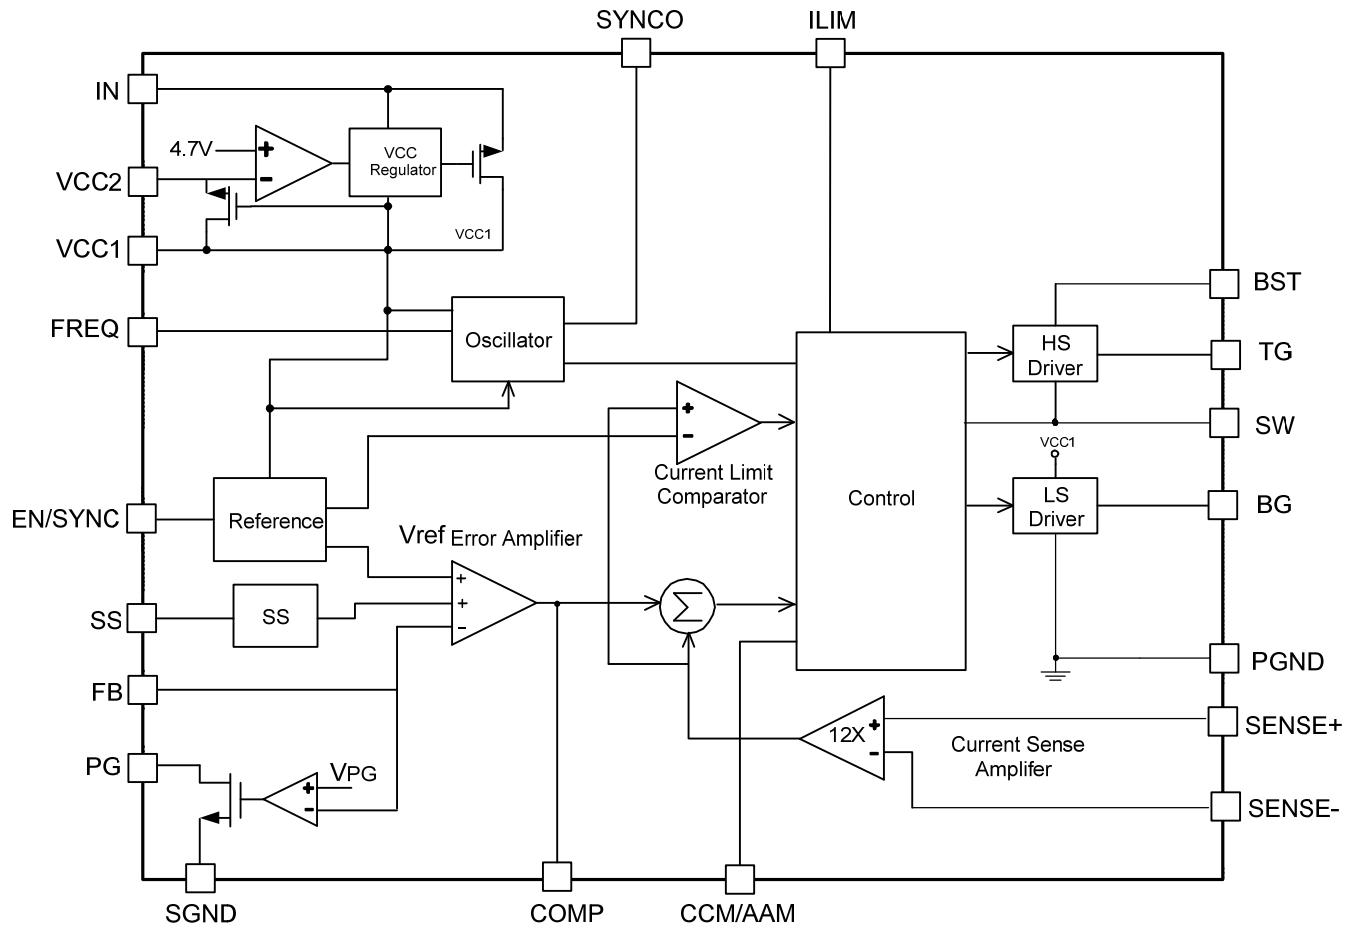 SYNCO
ILIM
IN
4.7V
+
−
VCC
Regulator
VCC2
VCC1
VCC1
FREQ
Oscillator
BST
HS
Driver
TG
SW
+
−
Current Limit
Comparator
Control
VCC1
LS
Driver
BG
EN/SYNC
Reference
Vref Error Amplifier
+
+
−
SS
SS
Σ
FB
PGND
SENSE+
12X
+
−
Current Sense
Amplifer
PG
VPG
+
−
SENSE-
SGND
COMP
CCM/AAM